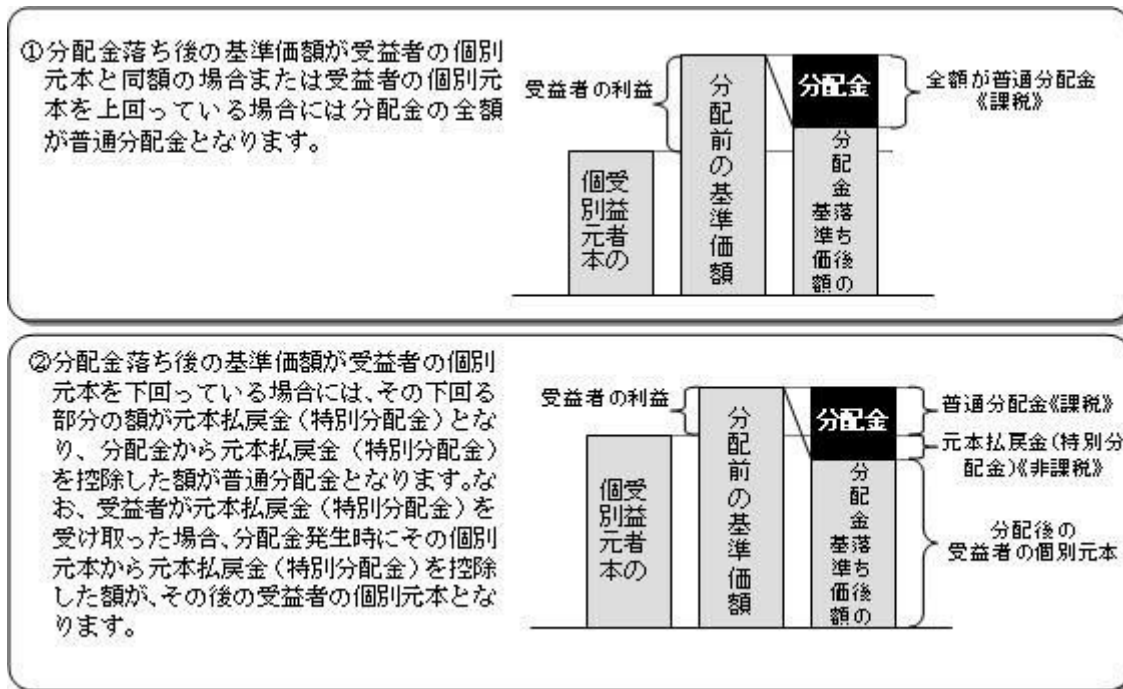 ①分配金落ち後の基準価額が受益者の個別
元本と同額の場合または受益者の個別元
本を上回っている場合には分配金の全額
が普通分配金となります。
受益者の利益
受益者の
個別元本
分配前の基準価額
分配金
分配金落ち後の
基準価額
全額が普通分配金
《課税》
②分配金落ち後の基準価額が受益者の個別
元本を下回っている場合には、その下回る
部分の額が元本払戻金（特別分配金）とな
り、分配金から元本払戻金（特別分配金）
を控除した額が普通分配金となります。な
お、受益者が元本払戻金（特別分配金）を
受け取った場合、分配金発生時にその個別
元本から元本払戻金（特別分配金）を控除
した額が、その後の受益者の個別元本とな
ります。
受益者の利益
受益者の
個別元本
分配前の基準価額
分配金
分配金落ち後の
基準価額
普通分配金《課税》
元本払戻金(特別分
配金)《非課税》
分配後の
受益者の個別元本